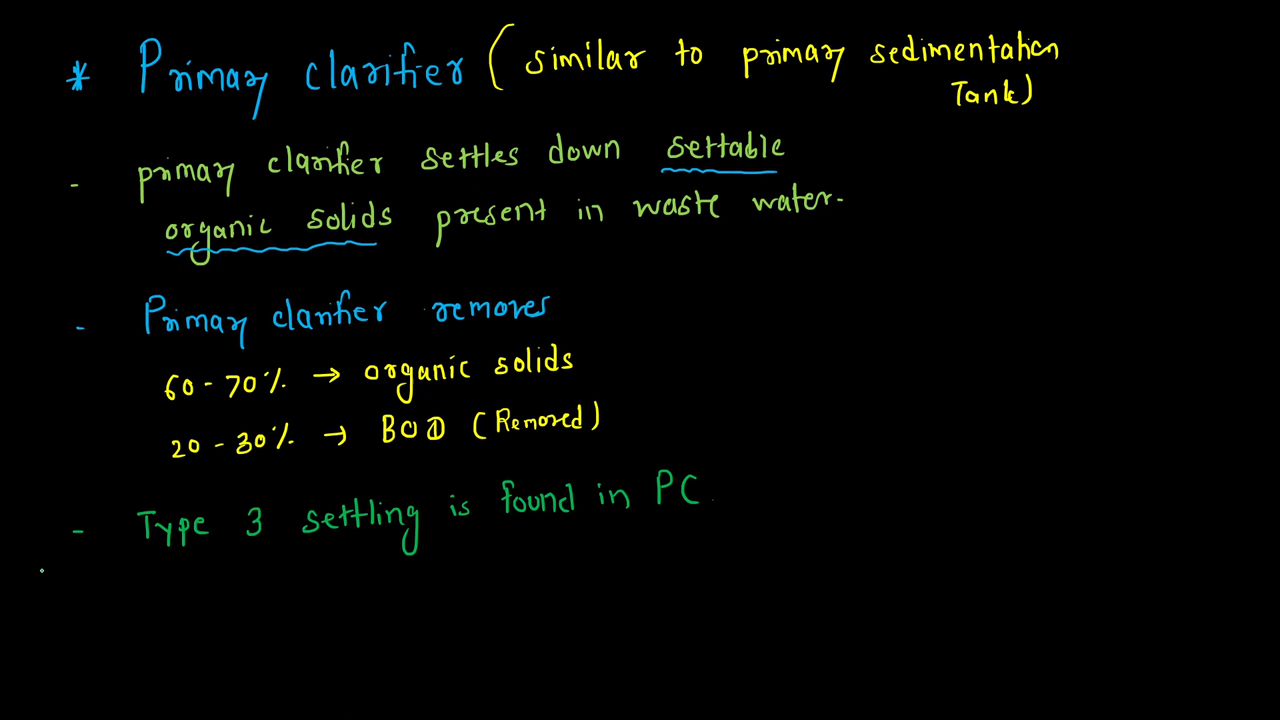 * Primary clarifier (similar to primary sedimentation
Tank)
- primary clarifier settles down settable
organic solids present in waste water.
- Primary clarifier removes
60-70% → organic solids
20-30% → BOD (Removed)
- Type 3 settling is found in PC